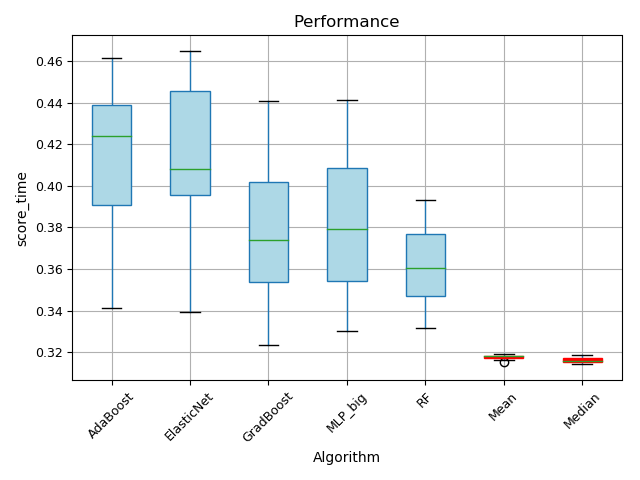 Performance
score_time
0.46
0.44
0.42
0.40
0.38
0.36
0.34
0.32
AdaBoost
ElasticNet
GradBoost
MLP_big
RF
Mean
Median
Algorithm